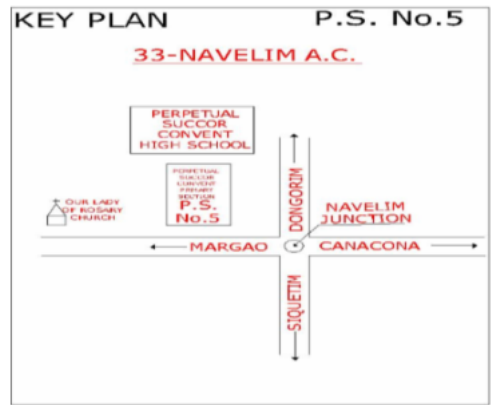 KEY PLAN P.S. No.5
33-NAVELIM A.C.
PERPETUAL
SUCCOR
CONVENT
HIGH SCHOOL
PERPETUAL
SUCCOR
CONVENT
PRIMARY
SECTION
P.S.
No.5
OUR LADY
OF ROSARY
CHURCH
DONGORIM
NAVELIM
JUNCTION
MARGAO
CANACONA
SIQUETIM